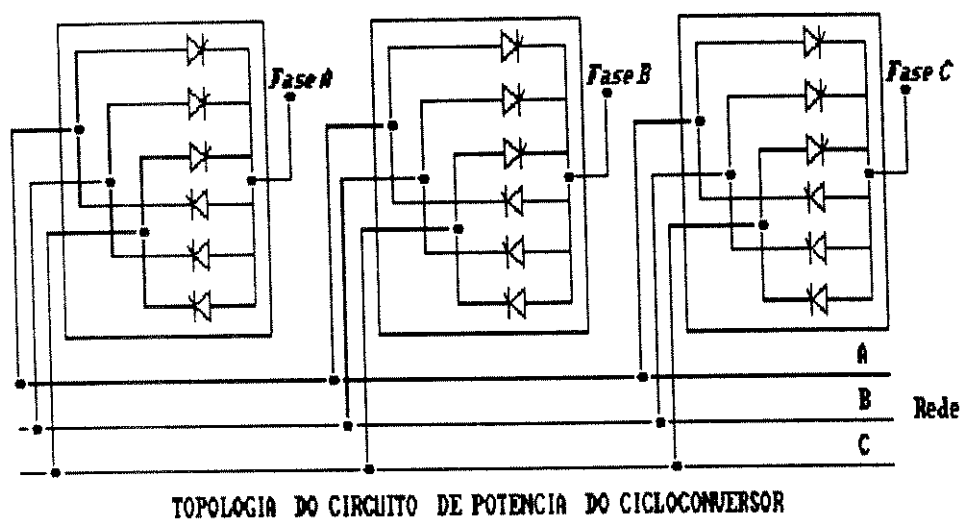 Fase A
Fase B
Fase C
A
B
Rede
C
TOPOLOGIA DO CIRCUITO DE POTENCIA DO CICLOCONVERSOR